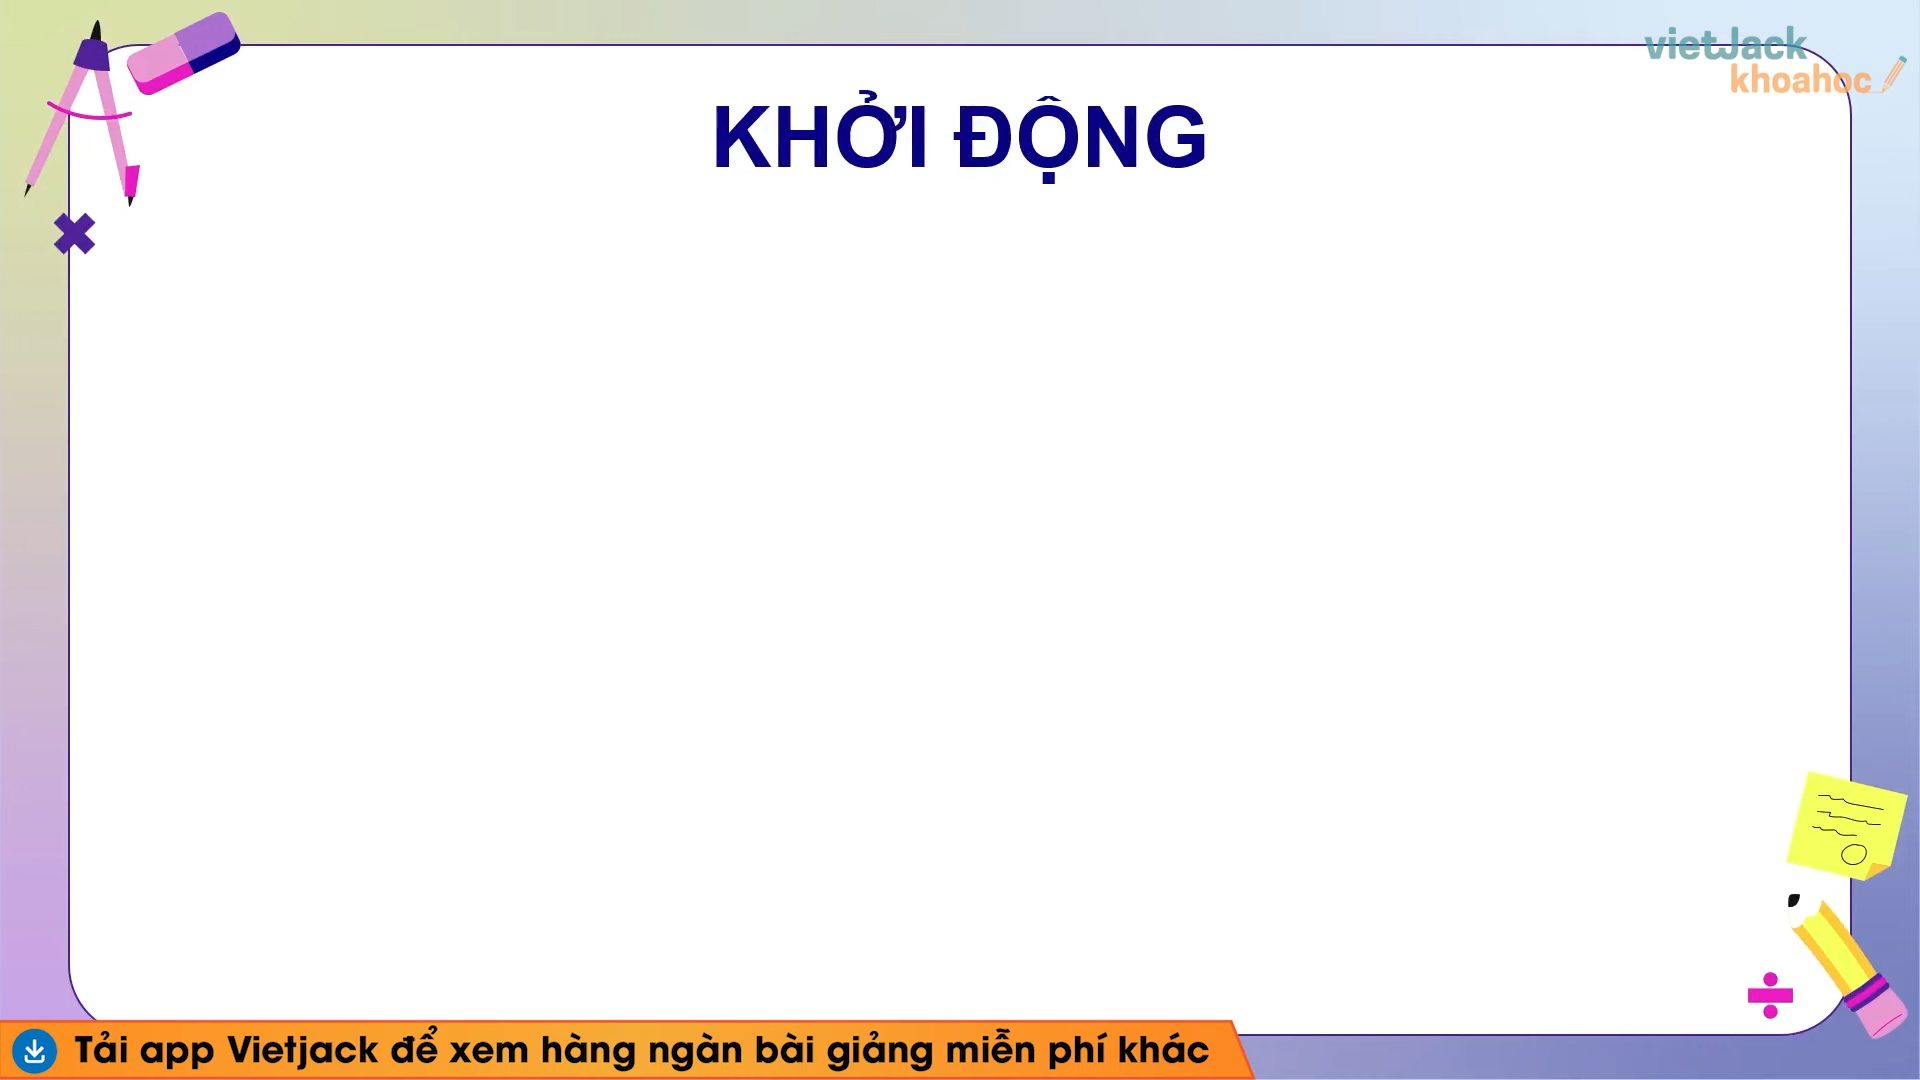 vietJack
khoahoc
KHỞI ĐỘNG
Tải app Vietjack để xem hàng ngàn bài giảng miễn phí khác